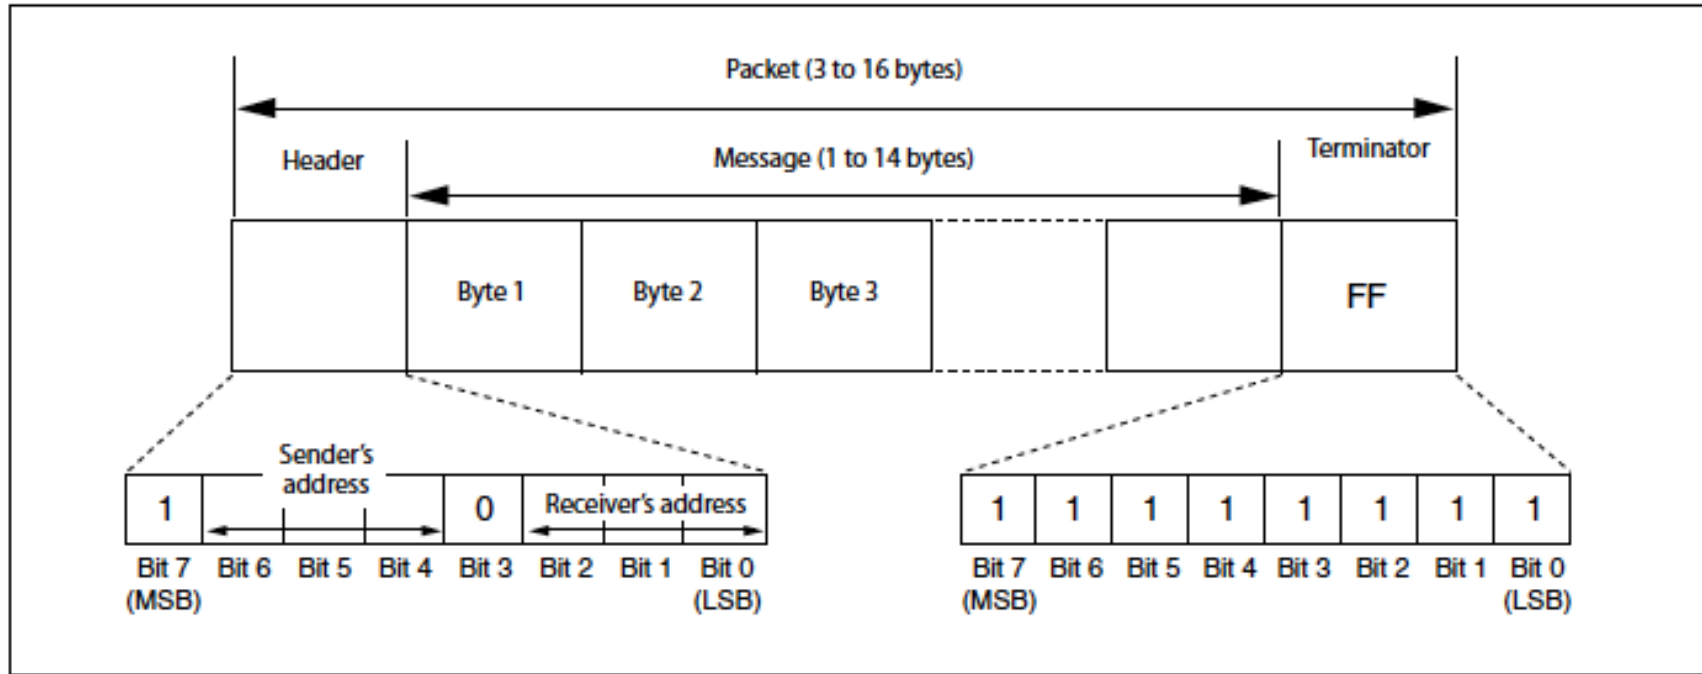 Packet (3 to 16 bytes)
Header
Message (1 to 14 bytes)
Terminator
Byte 1
Byte 2
Byte 3
FF
Sender's
address
1
0
Receiver's address
Bit 7 Bit 6 Bit 5 Bit 4 Bit 3 Bit 2 Bit 1 Bit 0
(MSB) (LSB)
1 1 1 1 1 1 1 1
Bit 7 Bit 6 Bit 5 Bit 4 Bit 3 Bit 2 Bit 1 Bit 0
(MSB) (LSB)